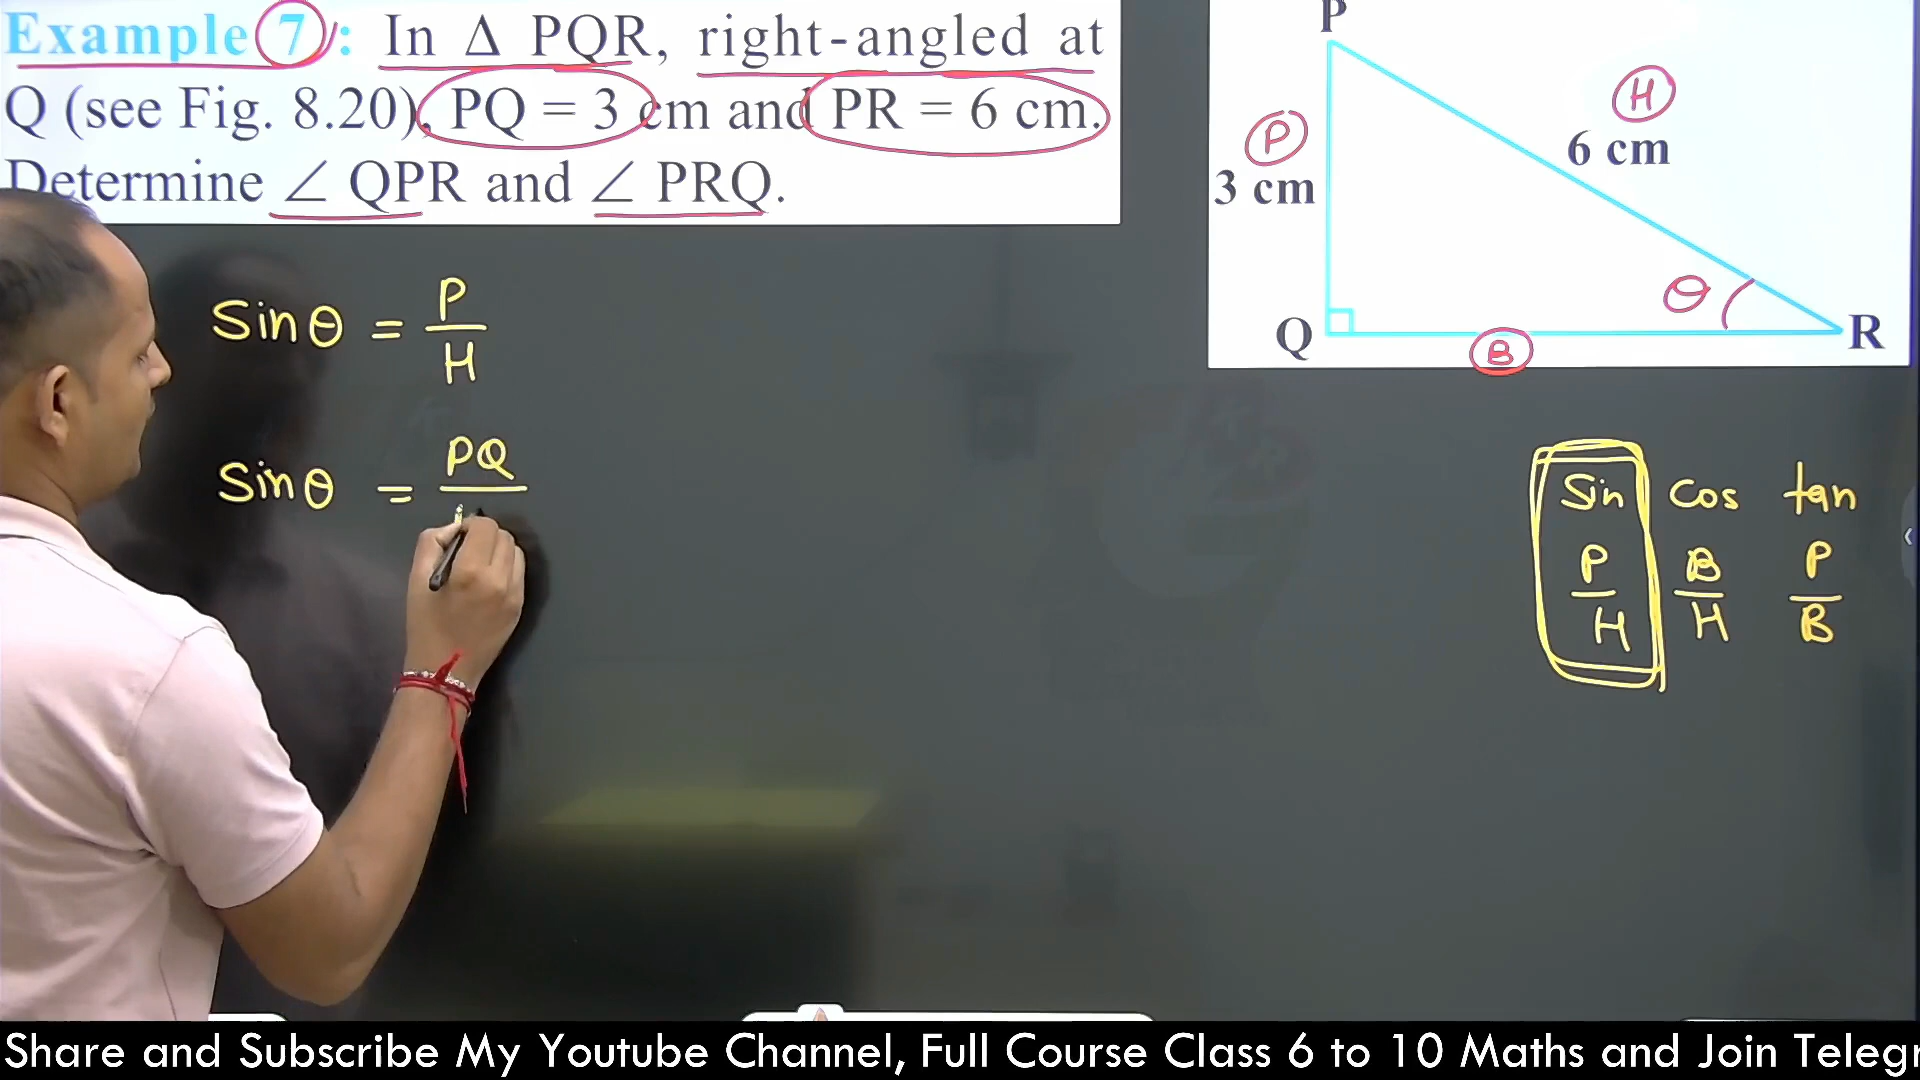 Example 7 : In Δ PQR, right-angled at
Q (see Fig. 8.20), PQ = 3 cm and PR = 6 cm.
Determine ∠ QPR and ∠ PRQ.
P
H
6 cm
P
3 cm
θ
Q
B
R
Sinθ = P/H
Sinθ = PQ
Sin Cos tan
P/H B/H P/B
Share and Subscribe My Youtube Channel, Full Course Class 6 to 10 Maths and Join Telegr